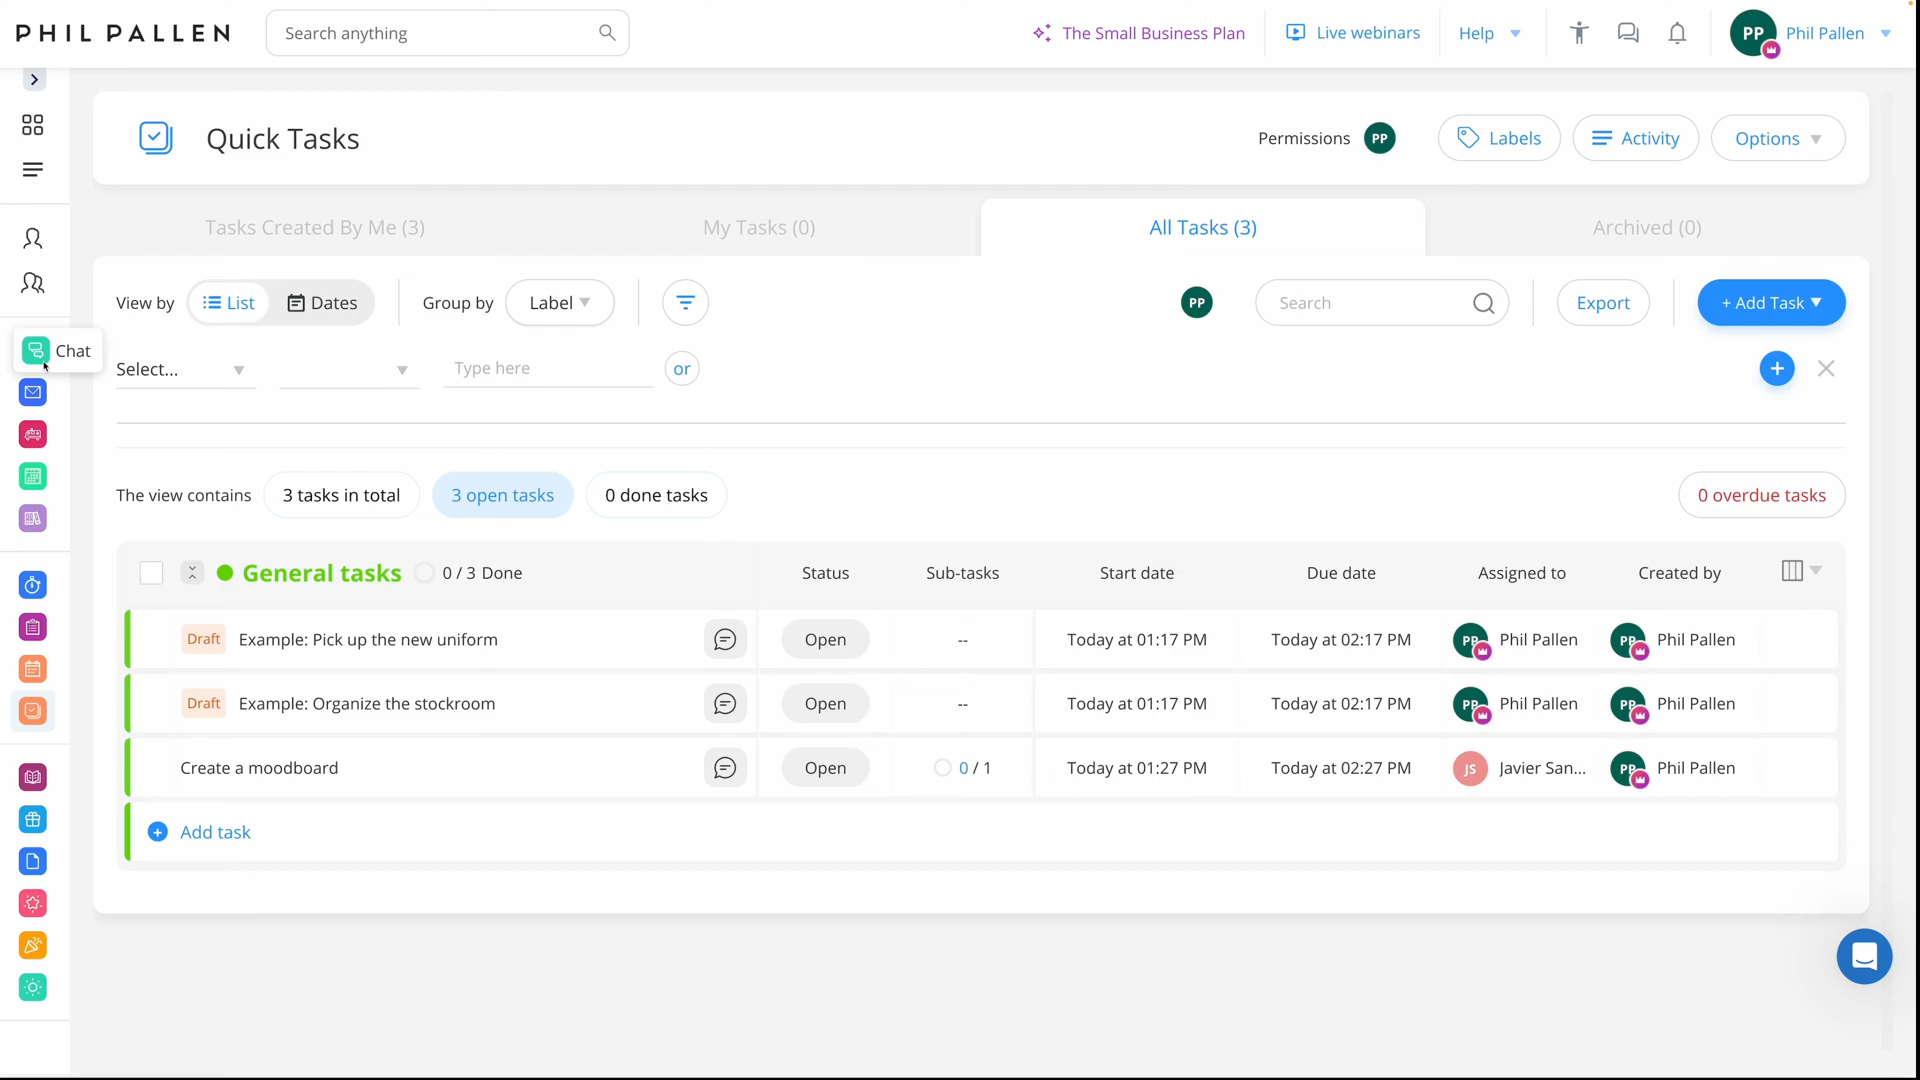 PHIL PALLEN
Search anything
The Small Business Plan
Live webinars
Help
PP
Phil Pallen
Quick Tasks
Permissions
PP
Labels
Activity
Options
Tasks Created By Me (3)
My Tasks (0)
All Tasks (3)
Archived (0)
View by
List
Dates
Group by
Label
PP
Search
Export
+ Add Task
Chat
Select...
Type here
or
The view contains
3 tasks in total
3 open tasks
0 done tasks
0 overdue tasks
General tasks
0 / 3 Done
Status
Sub-tasks
Start date
Due date
Assigned to
Created by
Draft
Example: Pick up the new uniform
Open
--
Today at 01:17 PM
Today at 02:17 PM
PP
Phil Pallen
PP
Phil Pallen
Draft
Example: Organize the stockroom
Open
--
Today at 01:17 PM
Today at 02:17 PM
PP
Phil Pallen
PP
Phil Pallen
Create a moodboard
Open
0 / 1
Today at 01:27 PM
Today at 02:27 PM
JS
Javier San...
PP
Phil Pallen
Add task